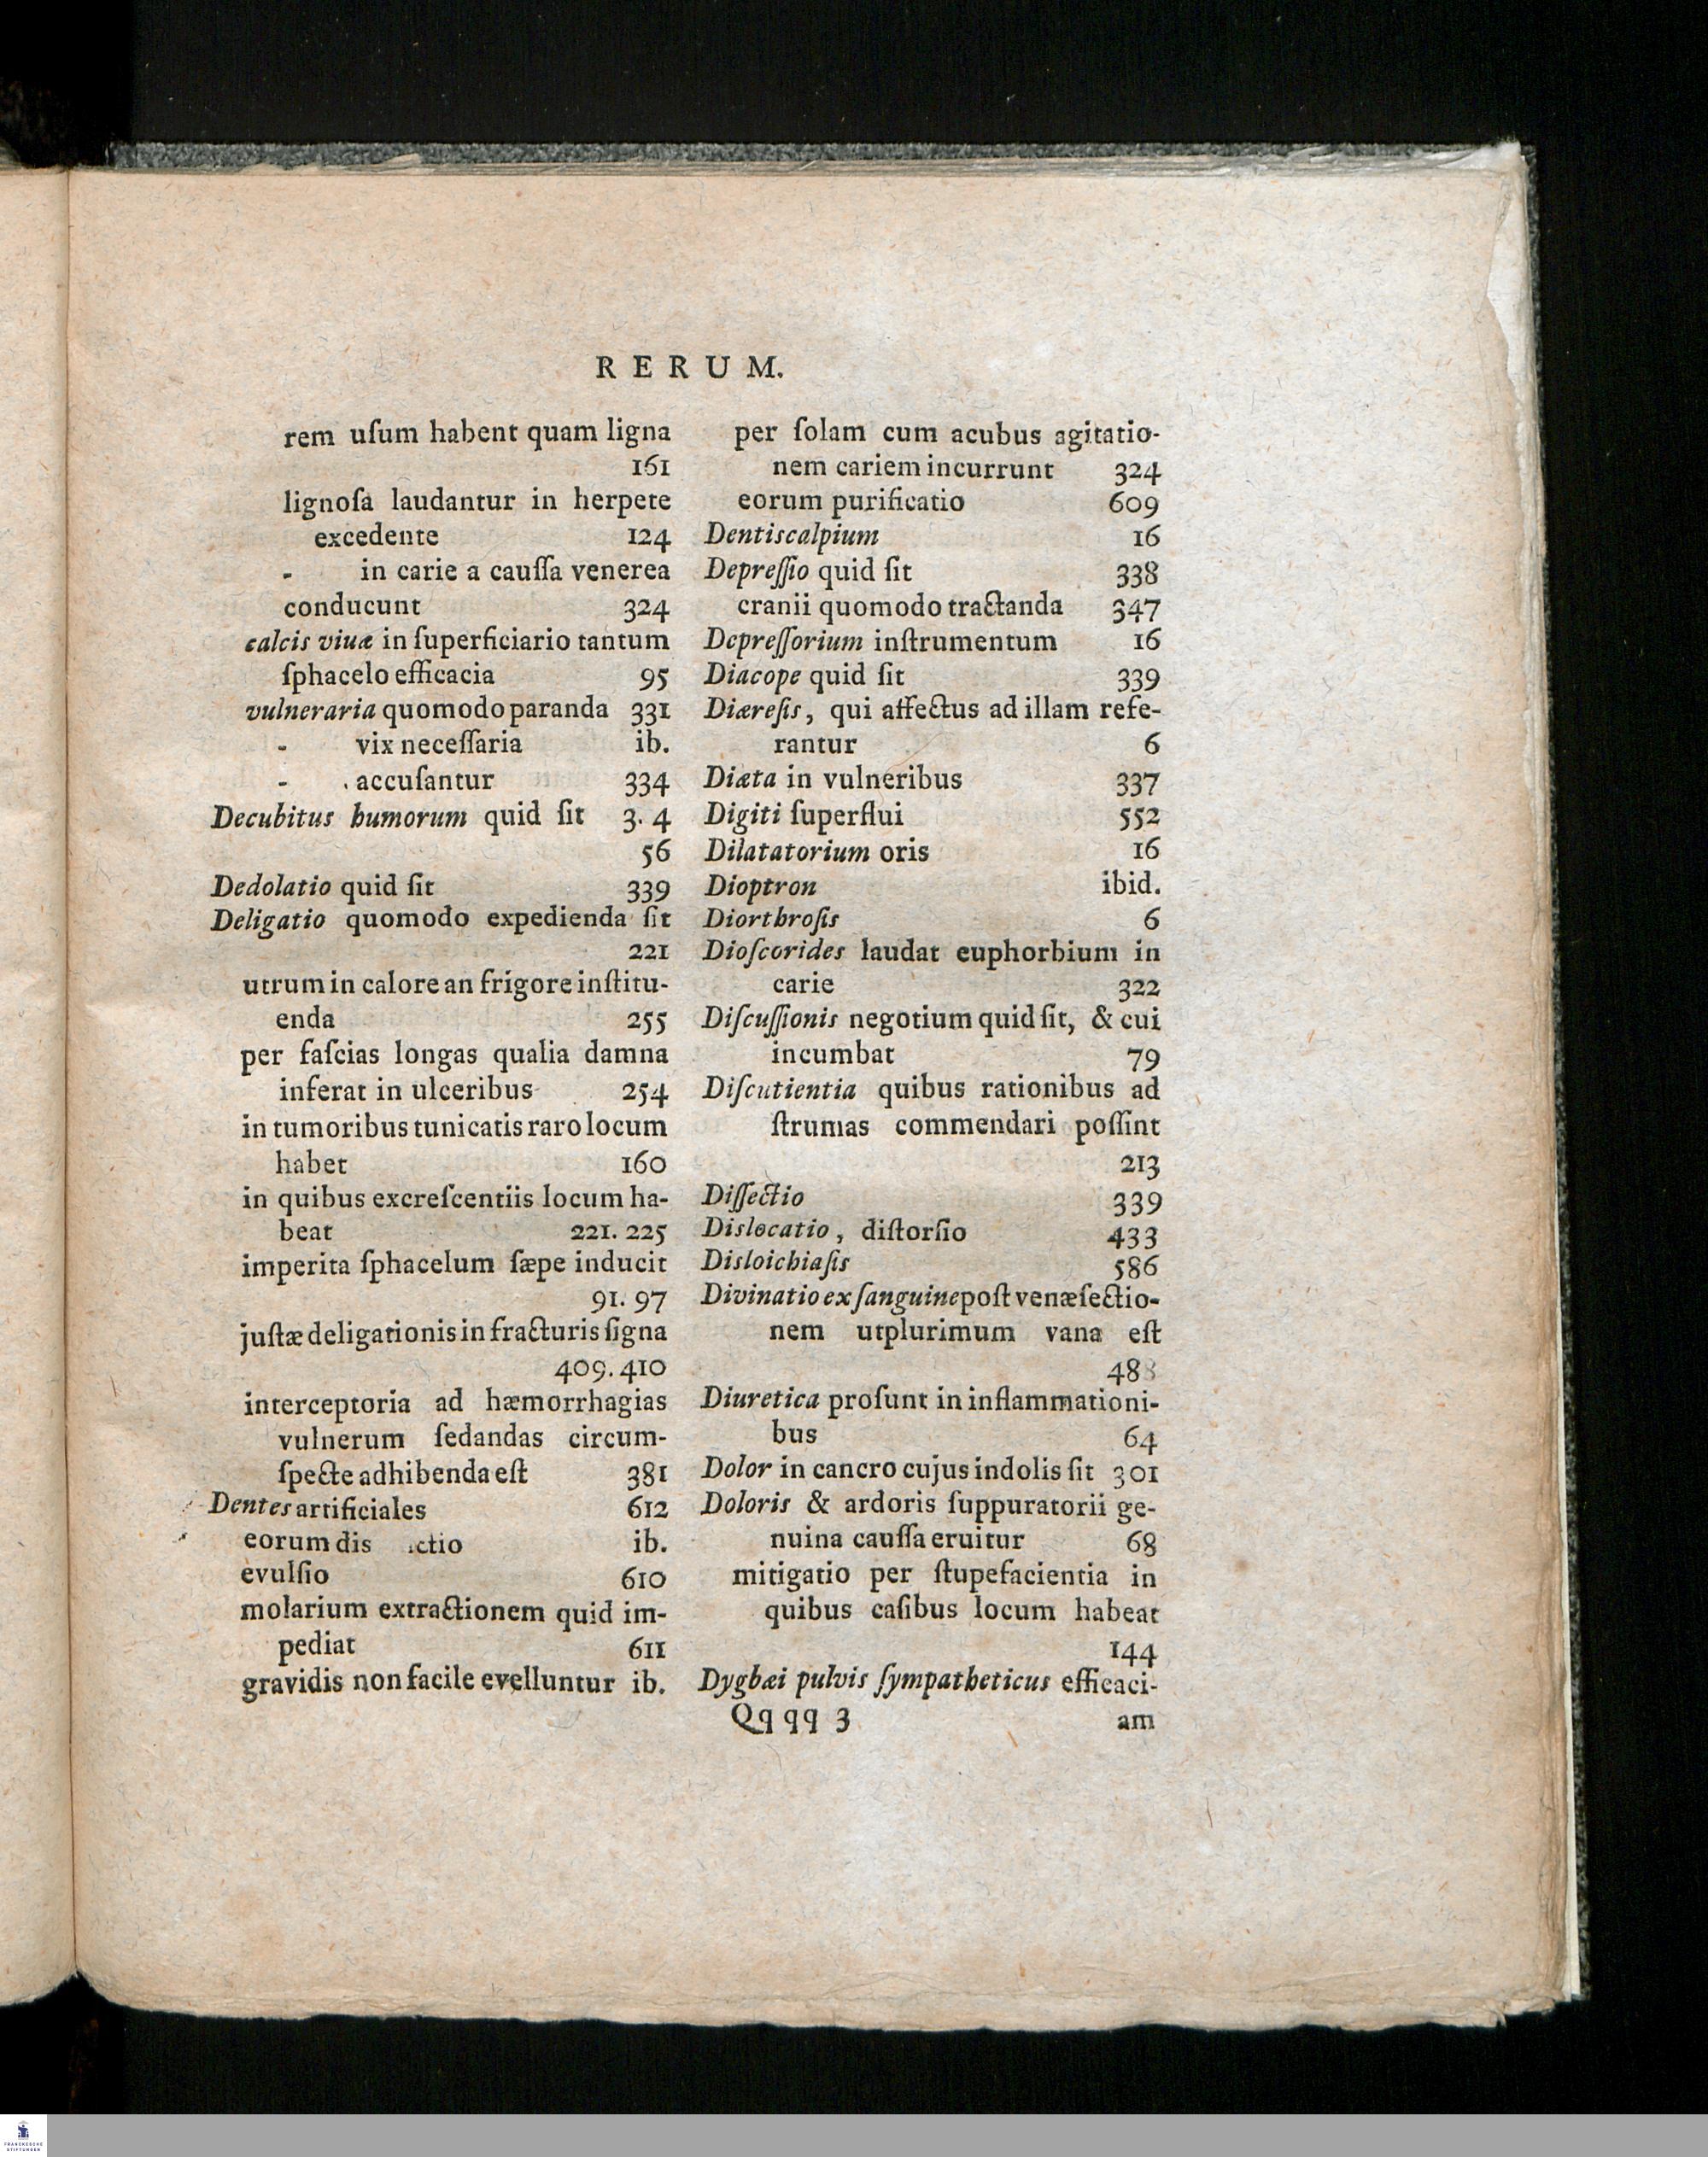 RERUM.
rem uſum habent quam ligna
161
lignoſa laudantur in herpete
excedente 124
- in carie a cauſſa venerea
conducunt 324
calcis viuæ in ſuperficiario tantum
ſphacelo efficacia 95
vulneraria quomodo paranda 331
- vix neceſſaria ib.
- accuſantur 334
Decubitus humorum quid ſit 3. 4
56
Dedolatio quid ſit 339
Deligatio quomodo expedienda ſit
221
utrum in calore an frigore inſtitu-
enda 255
per faſcias longas qualia damna
inferat in ulceribus 254
in tumoribus tunicatis raro locum
habet 160
in quibus excreſcentiis locum ha-
beat 221. 225
imperita ſphacelum ſæpe inducit
91. 97
juſtæ deligationis in fracturis ſigna
409. 410
interceptoria ad hæmorrhagias
vulnerum ſedandas circum-
ſpecte adhibenda eſt 381
Dentes artificiales 612
eorum ib.
evulſio 610
molarium extractionem quid im-
pediat 611
gravidis non facile evelluntur ib.
per ſolam cum acubus agitatio-
nem cariem incurrunt 324
eorum purificatio 609
Dentiscalpium 16
Depreſſio quid ſit 338
cranii quomodo tractanda 347
Depreſſorium inſtrumentum 16
Diacope quid ſit 339
Diæreſis, qui affectus ad illam refe-
rantur 6
Diæta in vulneribus 337
Digiti ſuperflui 552
Dilatatorium oris 16
Dioptron ibid.
Diorthroſis 6
Dioſcorides laudat euphorbium in
carie 322
Diſcuſſionis negotium quid ſit, & cui
incumbat 79
Diſcutientia quibus rationibus ad
ſtrumas commendari poſſint
213
Diſſectio 339
Dislocatio, diſtorſio 433
Disloichiaſis 586
Divinatio ex ſanguine poſt venæſectio-
nem utplurimum vana eſt
488
Diuretica proſunt in inflammationi-
bus 64
Dolor in cancro cujus indolis ſit 301
Doloris & ardoris ſuppuratorii ge-
nuina cauſſa eruitur 68
mitigatio per ſtupefacientia in
quibus caſibus locum habeat
144
Dygbæi pulvis ſympatheticus efficaci-
Qq qq 3 am
FRANCKESCHE
STIFTUNGEN